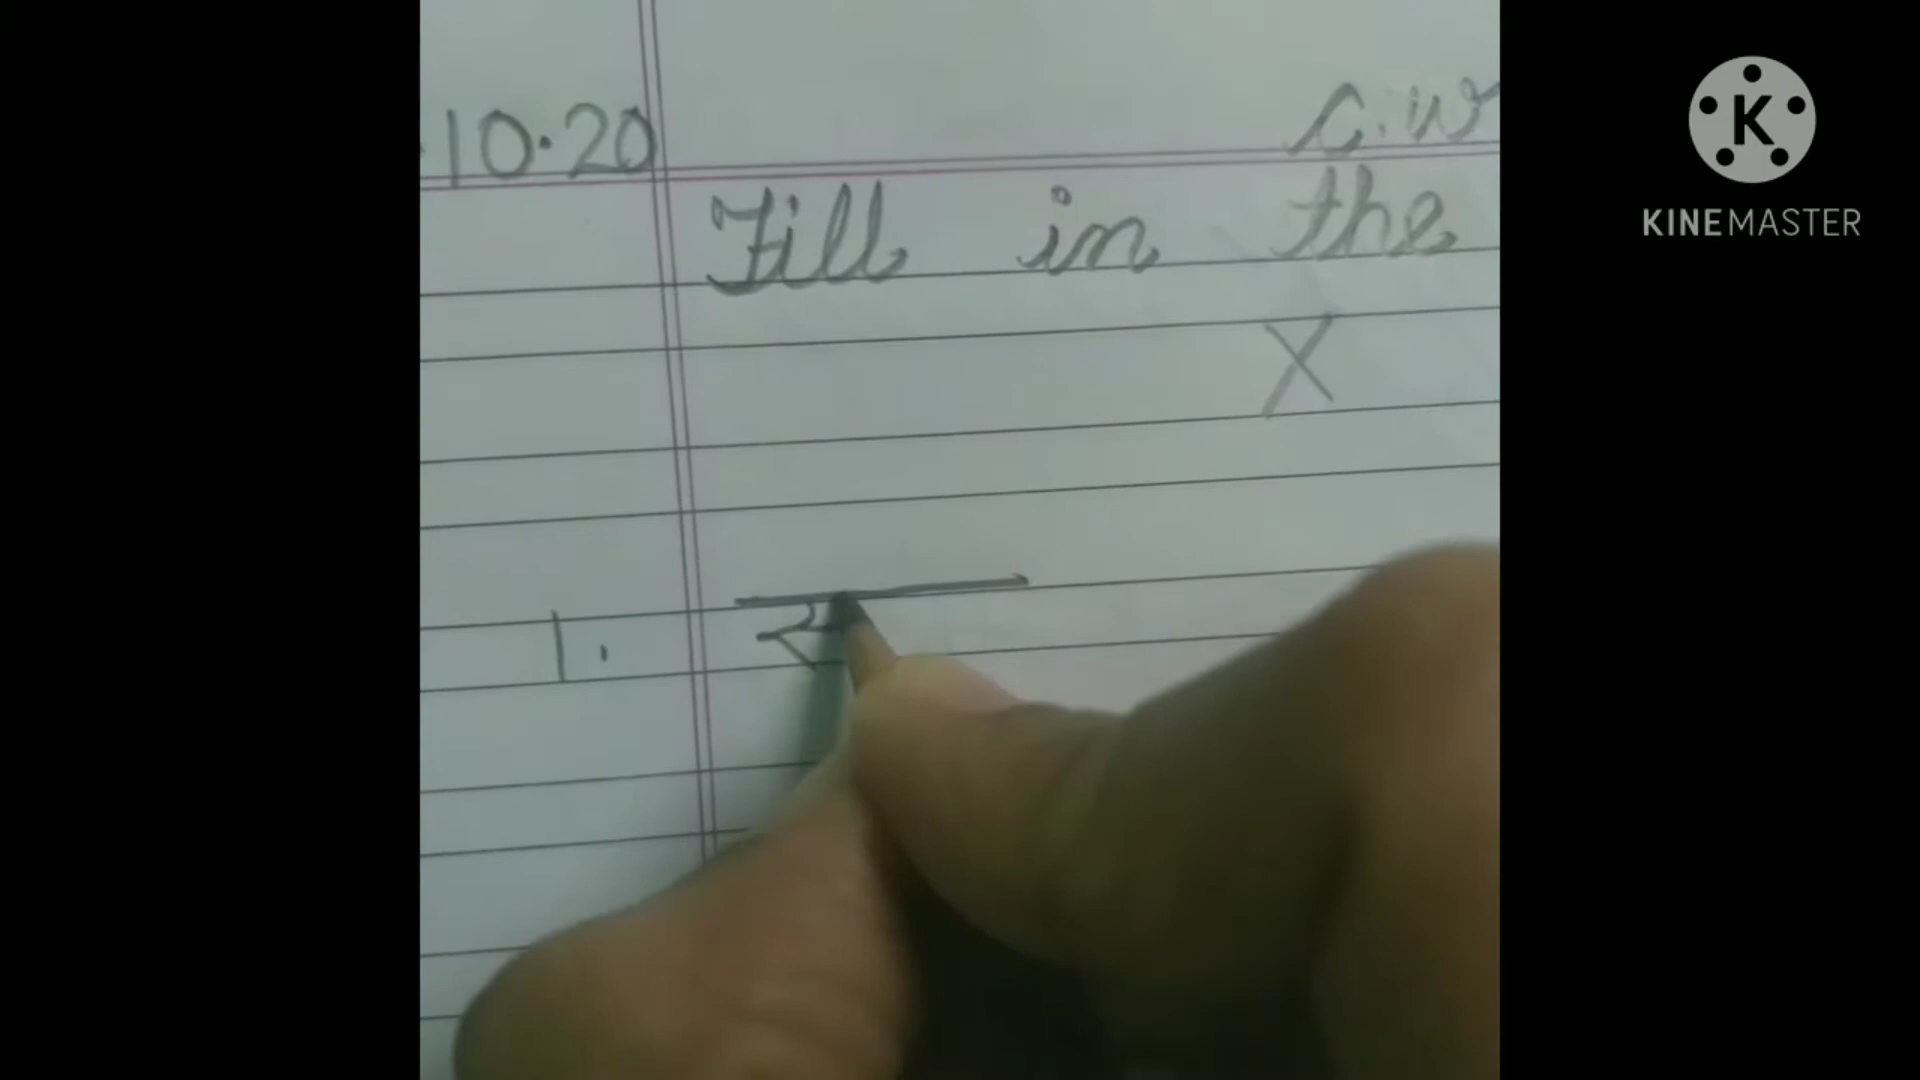 .10.20
C.W
Fill in the
X
1.
K
KINEMASTER